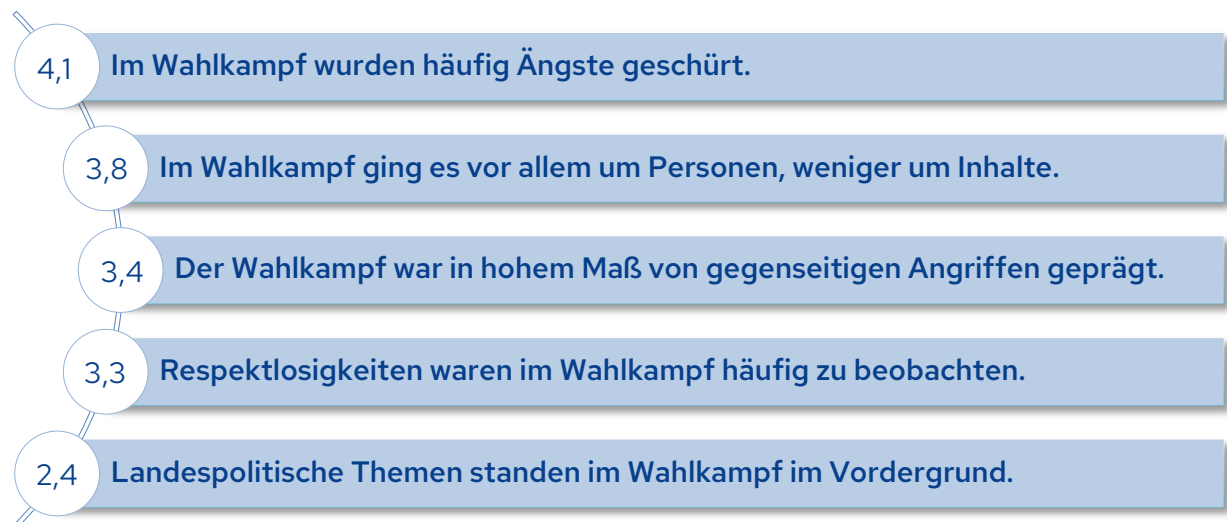 4,1 Im Wahlkampf wurden häufig Ängste geschürt.
3,8 Im Wahlkampf ging es vor allem um Personen, weniger um Inhalte.
3,4 Der Wahlkampf war in hohem Maß von gegenseitigen Angriffen geprägt.
3,3 Respektlosigkeiten waren im Wahlkampf häufig zu beobachten.
2,4 Landespolitische Themen standen im Wahlkampf im Vordergrund.